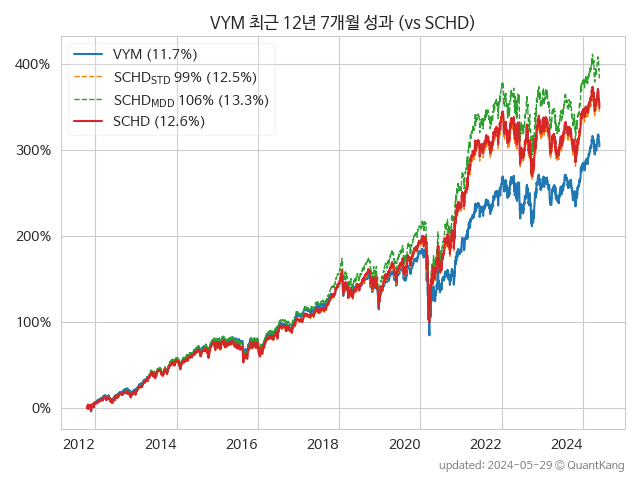 VYM 최근 12년 7개월 성과 (vs SCHD)
VYM (11.7%)
SCHD_STD 99% (12.5%)
SCHD_MDD 106% (13.3%)
SCHD (12.6%)
400%
300%
200%
100%
0%
2012 2014 2016 2018 2020 2022 2024
updated: 2024-05-29 ⓒ QuantKang